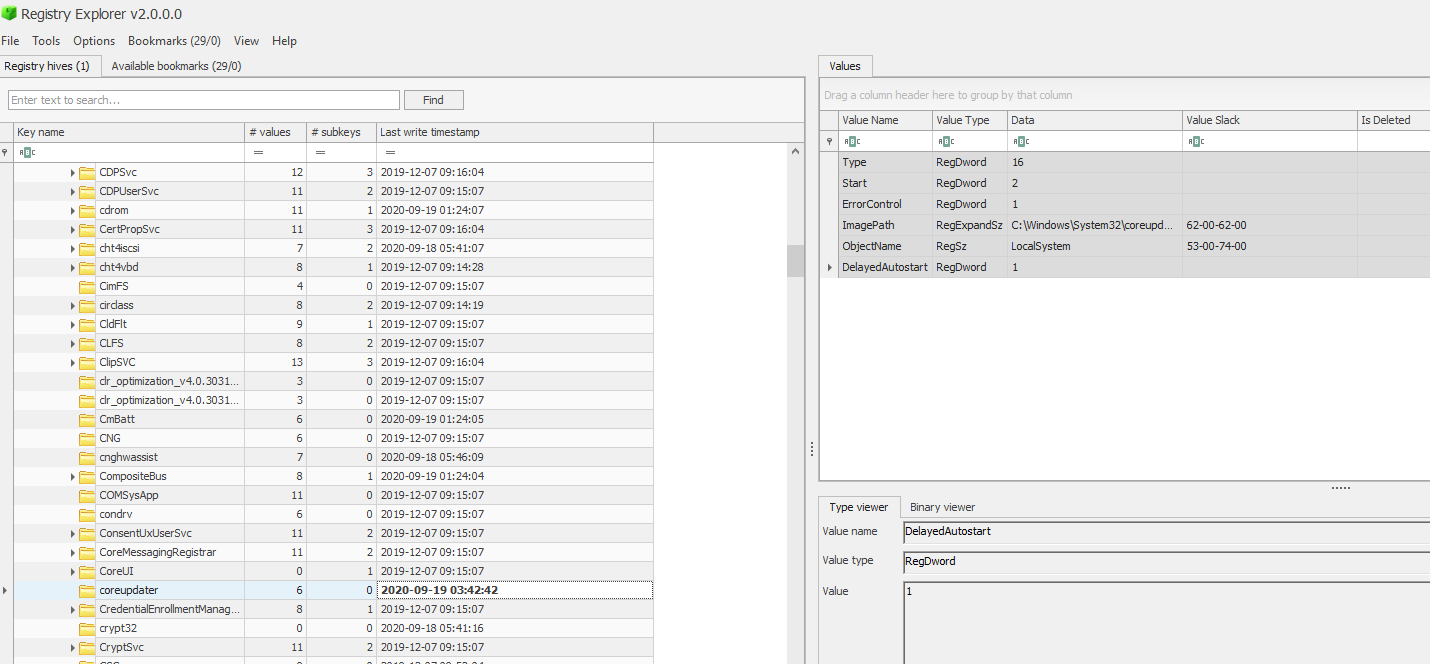 Registry Explorer v2.0.0.0
File Tools Options Bookmarks (29/0) View Help
Registry hives (1) Available bookmarks (29/0)
Enter text to search... Find
Key name # values # subkeys Last write timestamp
CDPSvc 12 3 2019-12-07 09:16:04
CDPUserSvc 11 2 2019-12-07 09:15:07
cdrom 11 1 2020-09-19 01:24:07
CertPropSvc 11 3 2019-12-07 09:16:04
cht4iscsi 7 2 2020-09-18 05:41:07
cht4vbd 8 1 2019-12-07 09:14:28
CimFS 4 0 2019-12-07 09:15:07
circlass 8 2 2019-12-07 09:14:19
CldFlt 9 1 2019-12-07 09:15:07
CLFS 8 2 2019-12-07 09:15:07
ClipSVC 13 3 2019-12-07 09:16:04
clr_optimization_v4.0.3031... 3 0 2019-12-07 09:15:07
clr_optimization_v4.0.3031... 3 0 2019-12-07 09:15:07
CmBatt 6 0 2020-09-19 01:24:05
CNG 6 0 2019-12-07 09:15:07
cnghwassist 7 0 2020-09-18 05:46:09
CompositeBus 8 1 2020-09-19 01:24:04
COMSysApp 11 0 2019-12-07 09:15:07
condrv 6 0 2019-12-07 09:15:07
ConsentUxUserSvc 11 2 2019-12-07 09:15:07
CoreMessagingRegistrar 11 2 2019-12-07 09:15:07
CoreUI 0 1 2019-12-07 09:15:07
coreupdater 6 0 2020-09-19 03:42:42
CredentialEnrollmentManag... 8 1 2019-12-07 09:15:07
crypt32 0 0 2020-09-18 05:41:16
CryptSvc 11 2 2019-12-07 09:15:07
Values
Drag a column header here to group by that column
Value Name Value Type Data Value Slack Is Deleted
Type RegDword 16
Start RegDword 2
ErrorControl RegDword 1
ImagePath RegExpandSz C:\Windows\System32\coreupd... 62-00-62-00
ObjectName RegSz LocalSystem 53-00-74-00
DelayedAutostart RegDword 1
Type viewer Binary viewer
Value name DelayedAutostart
Value type RegDword
Value 1